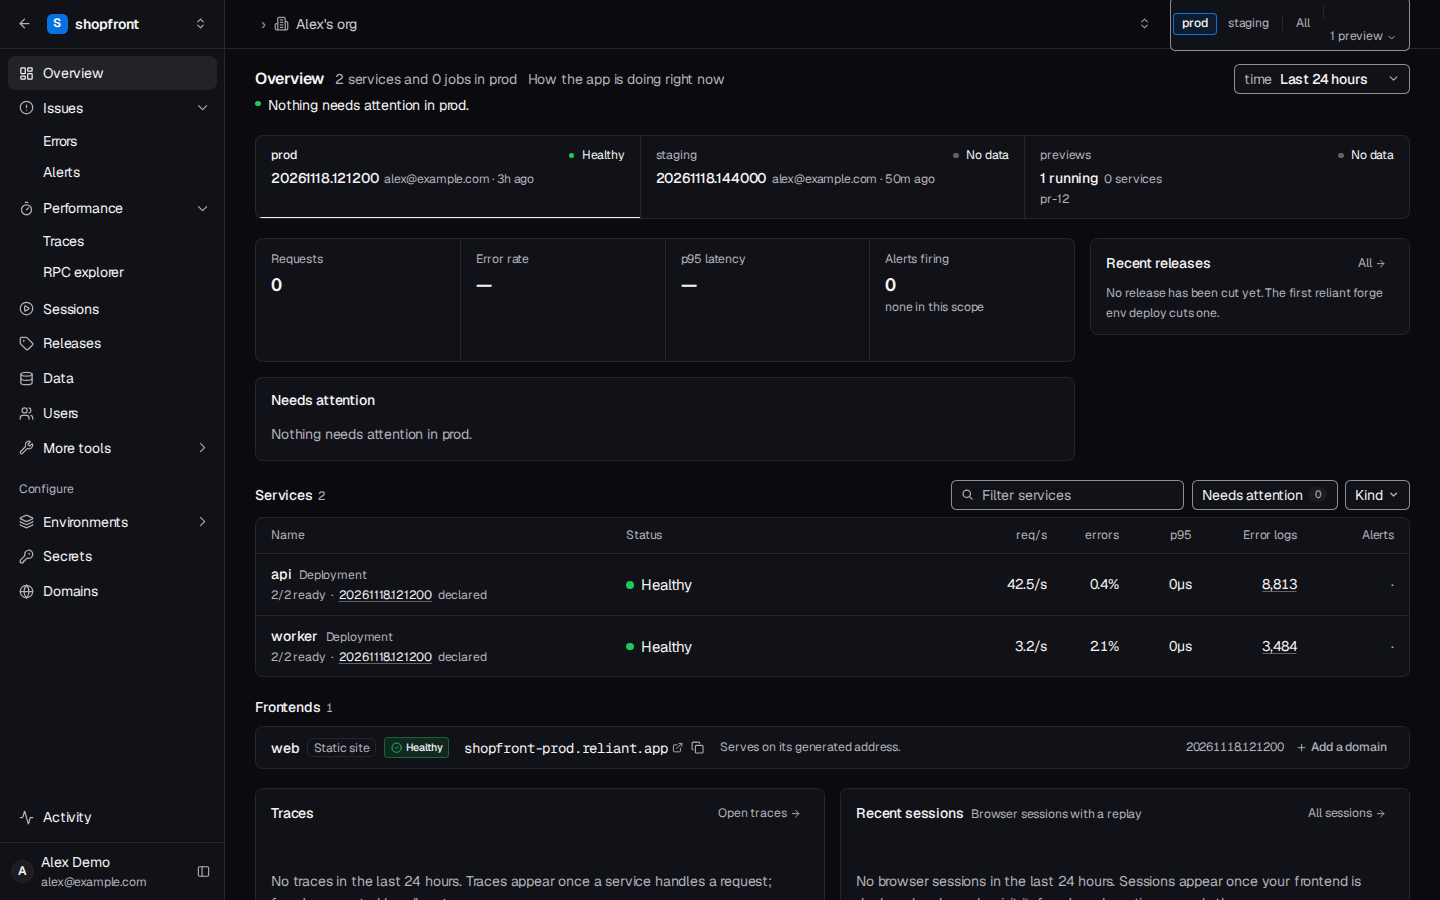 S shopfront
Overview
Issues
Errors
Alerts
Performance
Traces
RPC explorer
Sessions
Releases
Data
Users
More tools
Configure
Environments
Secrets
Domains
Activity
A Alex Demo
alex@example.com
› Alex's org
prod staging All
1 preview
Overview 2 services and 0 jobs in prod How the app is doing right now
time Last 24 hours
Nothing needs attention in prod.
prod Healthy
20261118.121200 alex@example.com · 3h ago
staging No data
20261118.144000 alex@example.com · 50m ago
previews No data
1 running 0 services
pr-12
Requests
0
Error rate
—
p95 latency
—
Alerts firing
0
none in this scope
Recent releases All →
No release has been cut yet. The first reliant forge
env deploy cuts one.
Needs attention
Nothing needs attention in prod.
Services 2
Filter services Needs attention 0 Kind
Name Status req/s errors p95 Error logs Alerts
api Deployment
2/2 ready · 20261118.121200 declared
Healthy 42.5/s 0.4% 0µs 8,813 ·
worker Deployment
2/2 ready · 20261118.121200 declared
Healthy 3.2/s 2.1% 0µs 3,484 ·
Frontends 1
web Static site Healthy shopfront-prod.reliant.app Serves on its generated address. 20261118.121200 + Add a domain
Traces Open traces →
No traces in the last 24 hours. Traces appear once a service handles a request;
Recent sessions Browser sessions with a replay All sessions →
No browser sessions in the last 24 hours. Sessions appear once your frontend is